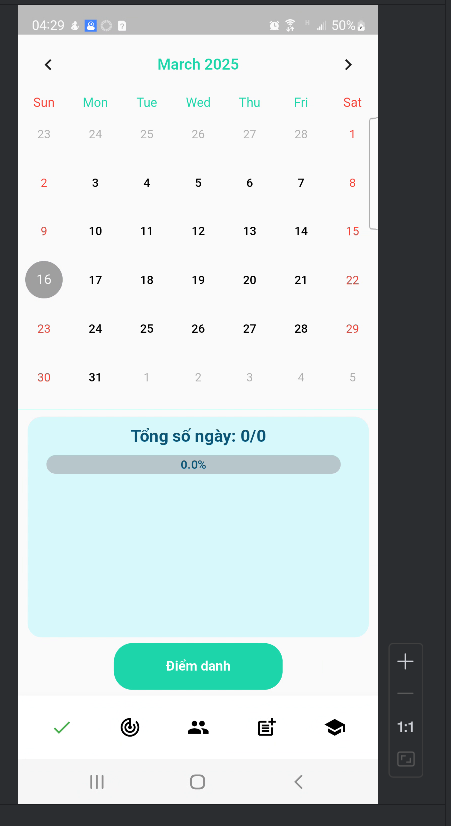 04:29 50%
March 2025
Sun Mon Tue Wed Thu Fri Sat
23 24 25 26 27 28 1
2 3 4 5 6 7 8
9 10 11 12 13 14 15
16 17 18 19 20 21 22
23 24 25 26 27 28 29
30 31 1 2 3 4 5
Tổng số ngày: 0/0
0.0%
Điểm danh
1:1